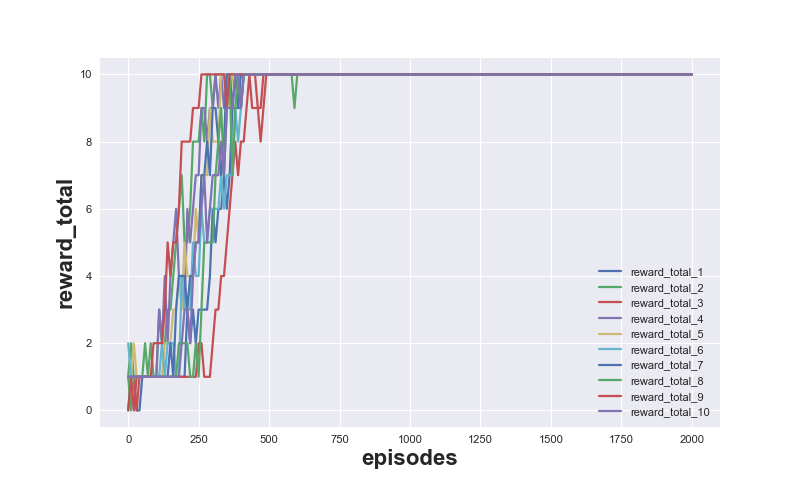 10
8
6
4
2
0
reward_total
reward_total_1
reward_total_2
reward_total_3
reward_total_4
reward_total_5
reward_total_6
reward_total_7
reward_total_8
reward_total_9
reward_total_10
0 250 500 750 1000 1250 1500 1750 2000
episodes